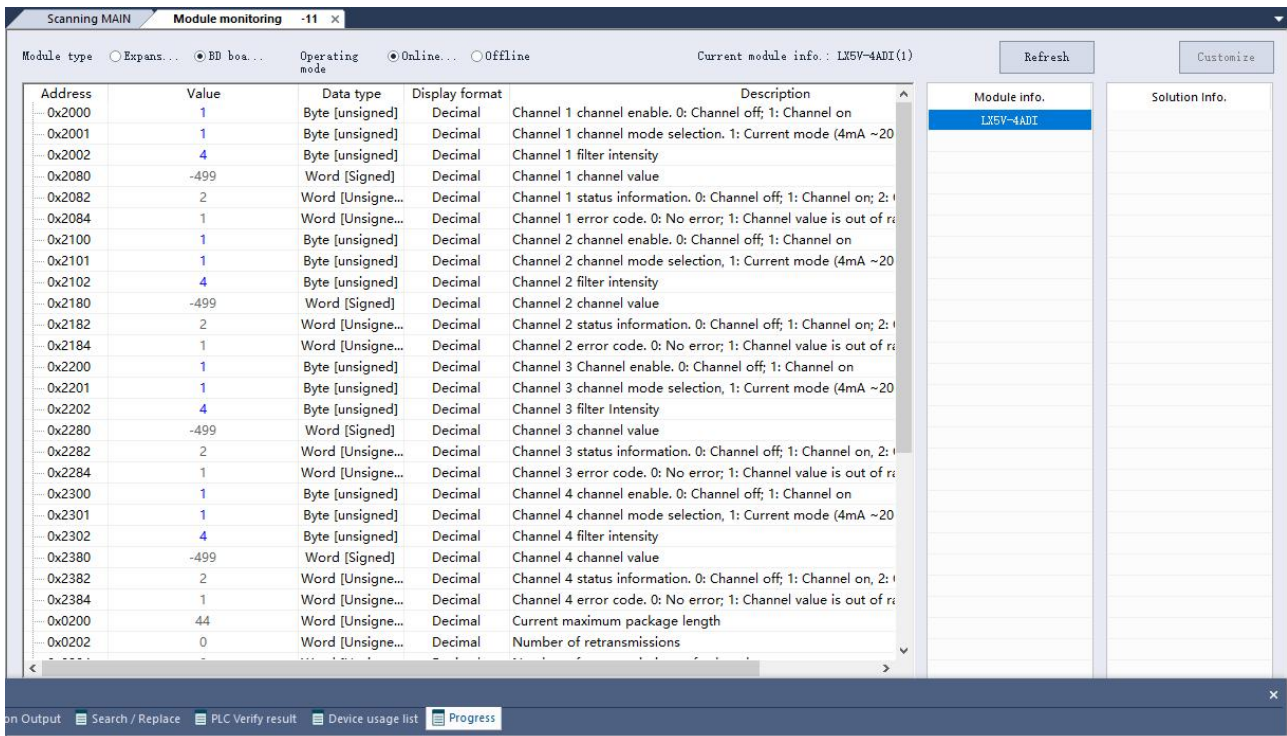 Scanning MAIN Module monitoring -11 ×
Module type Expans... BD boa... Operating mode Online... Offline Current module info.: LX5V-4ADI(1) Refresh Customize
Address Value Data type Display format Description
0x2000 1 Byte [unsigned] Decimal Channel 1 channel enable. 0: Channel off; 1: Channel on
0x2001 1 Byte [unsigned] Decimal Channel 1 channel mode selection. 1: Current mode (4mA ~20
0x2002 4 Byte [unsigned] Decimal Channel 1 filter intensity
0x2080 -499 Word [Signed] Decimal Channel 1 channel value
0x2082 2 Word [Unsigne... Decimal Channel 1 status information. 0: Channel off; 1: Channel on; 2:
0x2084 1 Word [Unsigne... Decimal Channel 1 error code. 0: No error; 1: Channel value is out of ra
0x2100 1 Byte [unsigned] Decimal Channel 2 channel enable. 0: Channel off; 1: Channel on
0x2101 1 Byte [unsigned] Decimal Channel 2 channel mode selection, 1: Current mode (4mA ~20
0x2102 4 Byte [unsigned] Decimal Channel 2 filter intensity
0x2180 -499 Word [Signed] Decimal Channel 2 channel value
0x2182 2 Word [Unsigne... Decimal Channel 2 status information. 0: Channel off; 1: Channel on; 2:
0x2184 1 Word [Unsigne... Decimal Channel 2 error code. 0: No error; 1: Channel value is out of ra
0x2200 1 Byte [unsigned] Decimal Channel 3 Channel enable. 0: Channel off; 1: Channel on
0x2201 1 Byte [unsigned] Decimal Channel 3 channel mode selection, 1: Current mode (4mA ~20
0x2202 4 Byte [unsigned] Decimal Channel 3 filter Intensity
0x2280 -499 Word [Signed] Decimal Channel 3 channel value
0x2282 2 Word [Unsigne... Decimal Channel 3 status information. 0: Channel off; 1: Channel on, 2:
0x2284 1 Word [Unsigne... Decimal Channel 3 error code. 0: No error; 1: Channel value is out of ra
0x2300 1 Byte [unsigned] Decimal Channel 4 channel enable. 0: Channel off; 1: Channel on
0x2301 1 Byte [unsigned] Decimal Channel 4 channel mode selection, 1: Current mode (4mA ~20
0x2302 4 Byte [unsigned] Decimal Channel 4 filter intensity
0x2380 -499 Word [Signed] Decimal Channel 4 channel value
0x2382 2 Word [Unsigne... Decimal Channel 4 status information. 0: Channel off; 1: Channel on, 2:
0x2384 1 Word [Unsigne... Decimal Channel 4 error code. 0: No error; 1: Channel value is out of ra
0x0200 44 Word [Unsigne... Decimal Current maximum package length
0x0202 0 Word [Unsigne... Decimal Number of retransmissions
Module info.
LX5V-4ADI
Solution Info.
on Output Search / Replace PLC Verify result Device usage list Progress